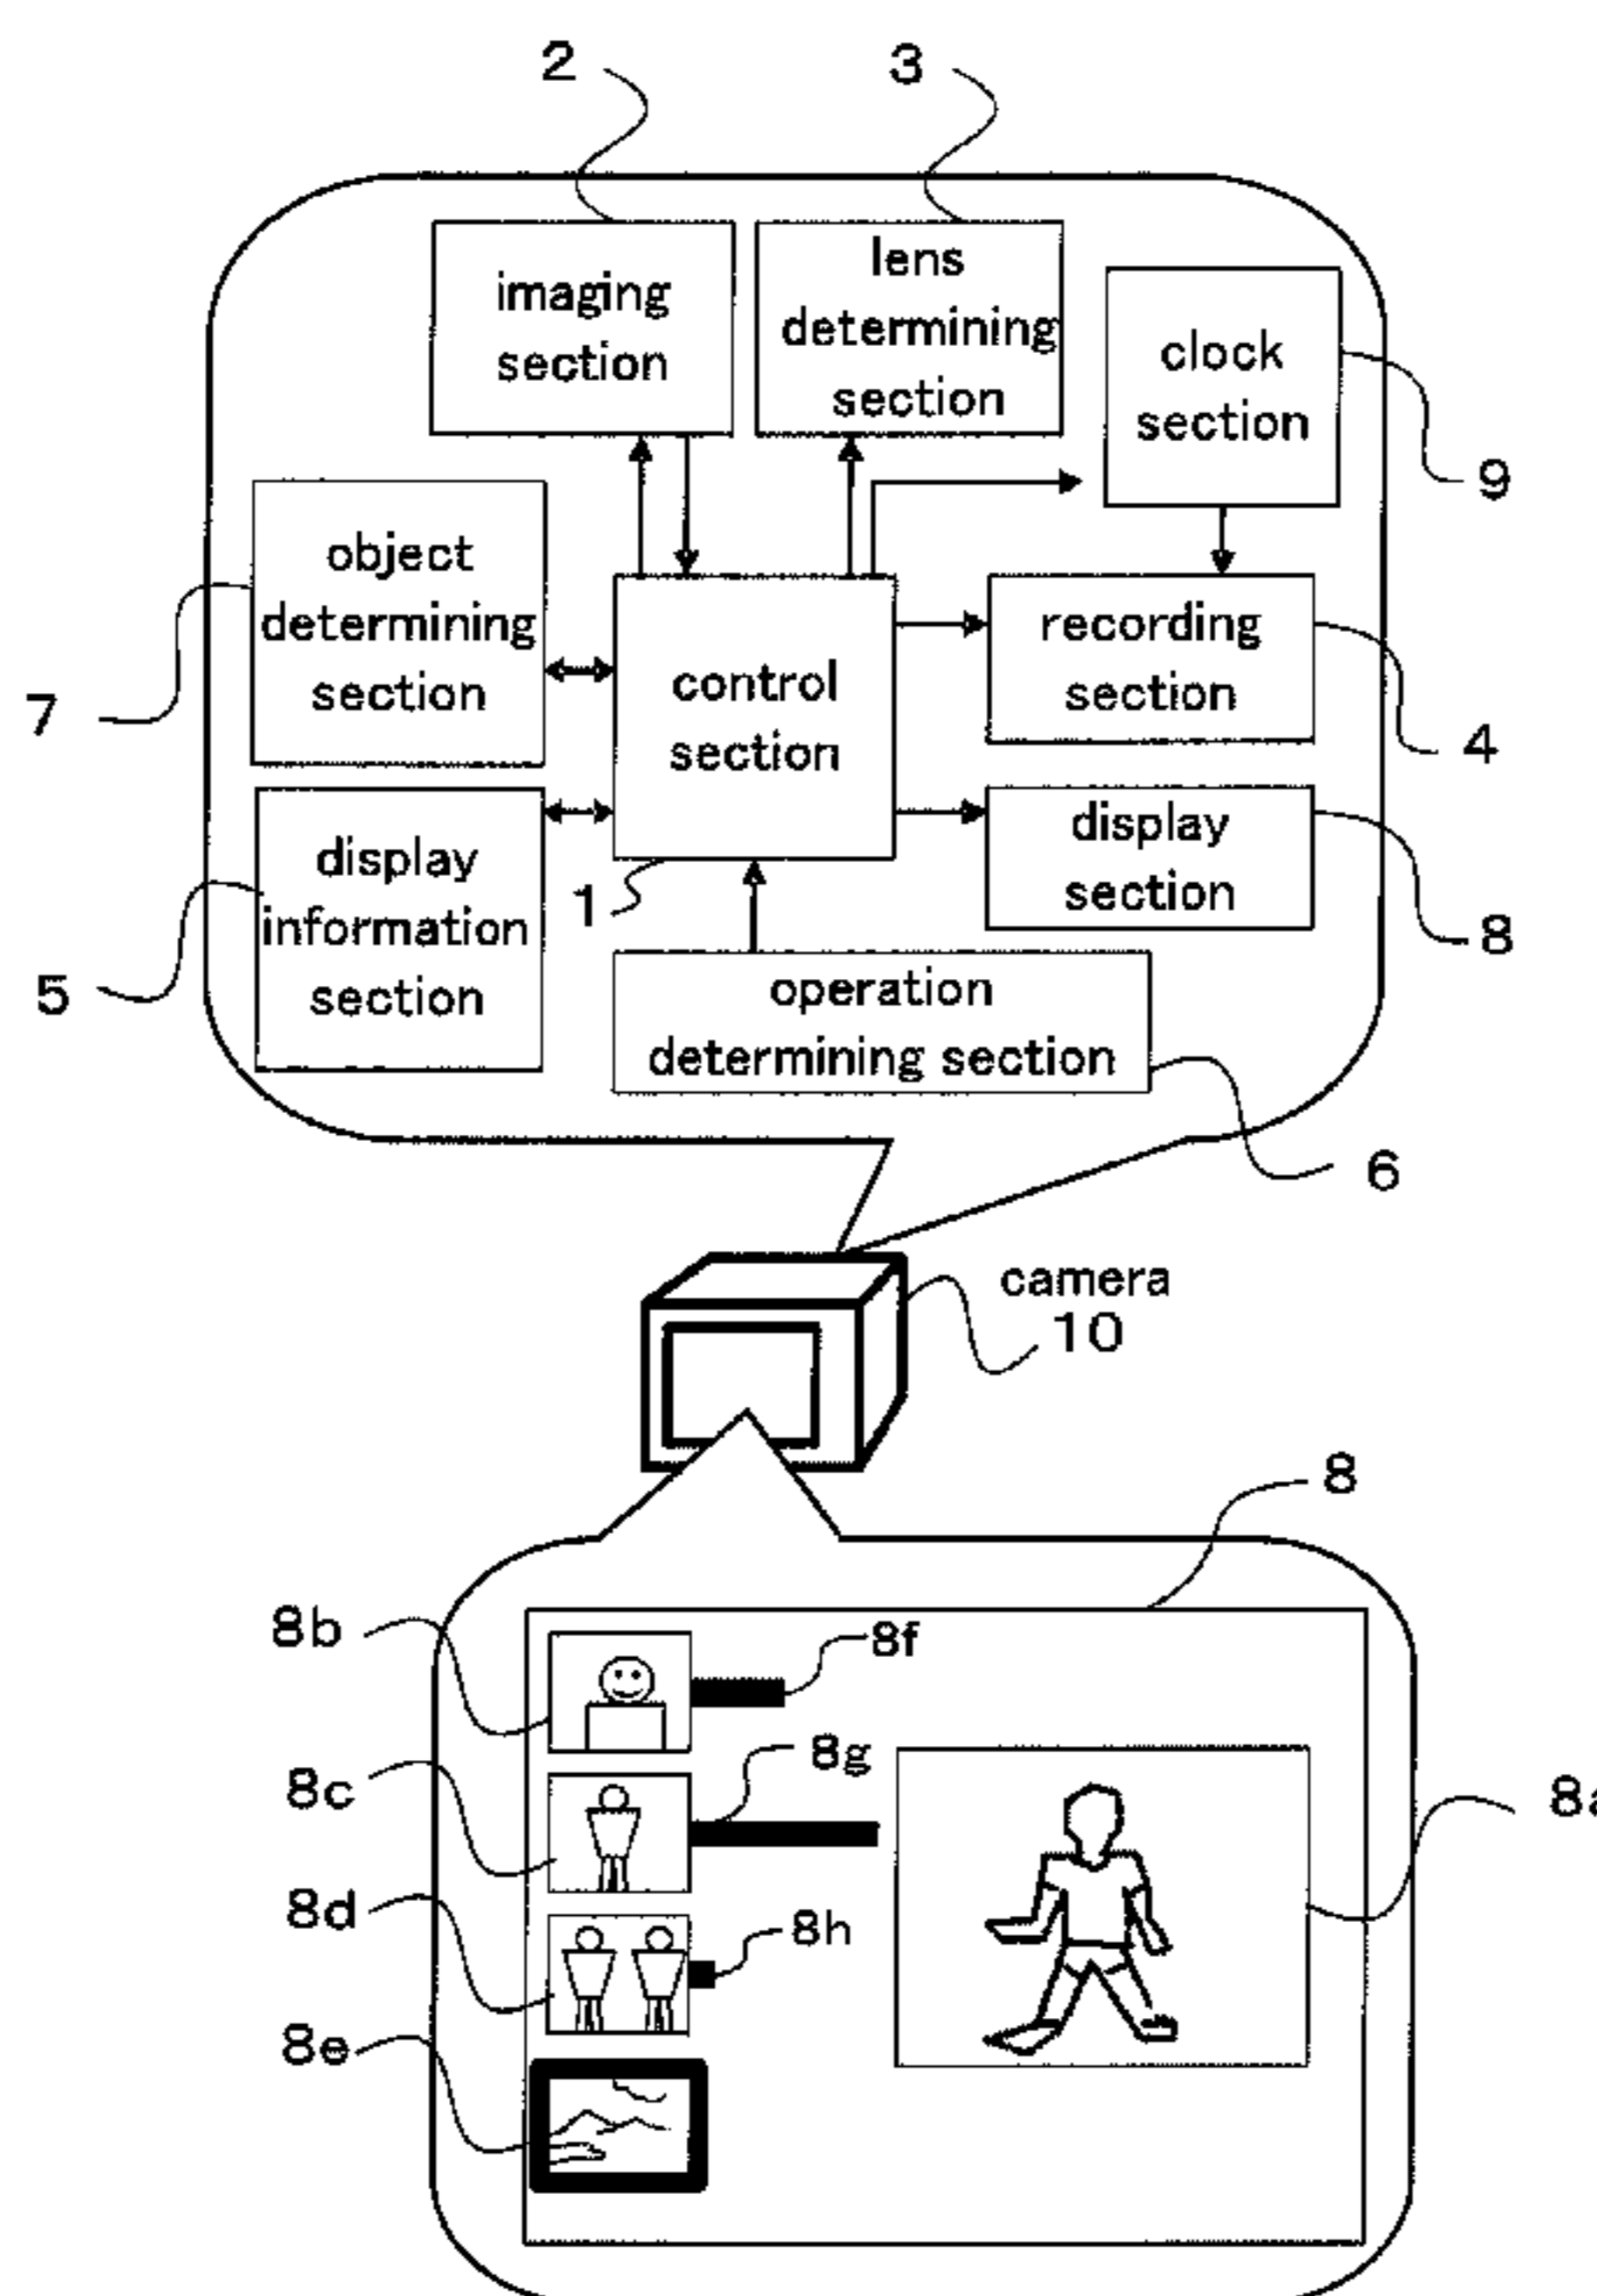 2
3
imaging
section
lens
determining
section
clock
section
9
object
determining
section
7
control
section
1
recording
section
4
display
information
section
5
display
section
8
operation
determining section
6
camera
10
8
8b
8f
8c
8g
8a
8d
8h
8e